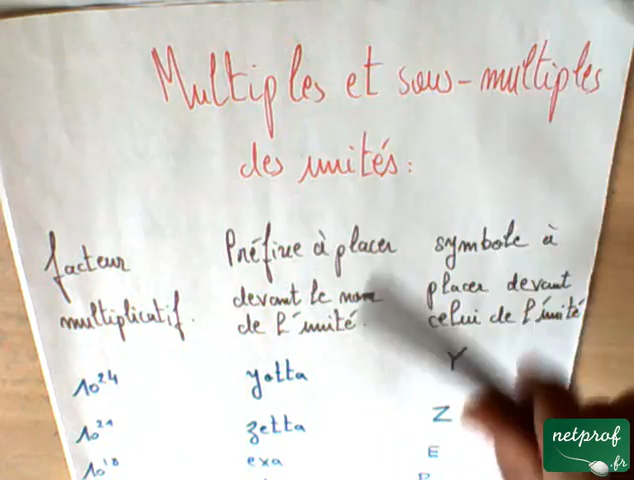 Multiples et sous-multiples
des unités:
facteur Préfixe à placer symbole à
multiplicatif. devant le nom placer devant
de l'unité. celui de l'unité
10²⁴ yotta Y
10²¹ zetta Z
10¹⁸ exa E
P
netprof
.fr